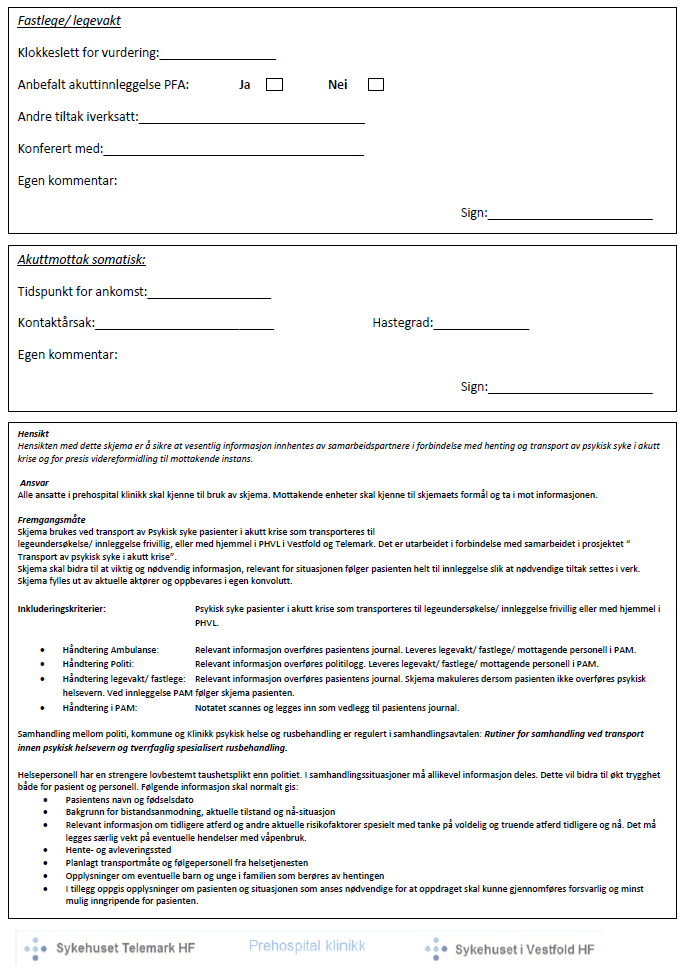 Fastlege/ legevakt
Klokkeslett for vurdering:__________________
Anbefalt akuttinnleggelse PFA: Ja ☐ Nei ☐
Andre tiltak iverksatt:___________________________________
Konferert med:________________________________________
Egen kommentar:
Sign:_________________________
Akuttmottak somatisk:
Tidspunkt for ankomst:___________________
Kontaktårsak:___________________________ Hastegrad:_______________
Egen kommentar:
Sign:_________________________
Hensikt
Hensikten med dette skjema er å sikre at vesentlig informasjon innhentes av samarbeidspartnere i forbindelse med henting og transport av psykisk syke i akutt
krise og for presis videreformidling til mottakende instans.
Ansvar
Alle ansatte i prehospital klinikk skal kjenne til bruk av skjema. Mottakende enheter skal kjenne til skjemaets formål og ta i mot informasjonen.
Fremgangsmåte
Skjema brukes ved transport av Psykisk syke pasienter i akutt krise som transporteres til
legeundersøkelse/ innleggelse frivillig, eller med hjemmel i PHVL i Vestfold og Telemark. Det er utarbeidet i forbindelse med samarbeidet i prosjektet “
Transport av psykisk syke i akutt krise”.
Skjema skal bidra til at viktig og nødvendig informasjon, relevant for situasjonen følger pasienten helt til innleggelse slik at nødvendige tiltak settes i verk.
Skjema fylles ut av aktuelle aktører og oppbevares i egen konvolutt.
Inkluderingskriterier: Psykisk syke pasienter i akutt krise som transporteres til legeundersøkelse/ innleggelse frivillig eller med hjemmel i
PHVL.
• Håndtering Ambulanse: Relevant informasjon overføres pasientens journal. Leveres legevakt/ fastlege/ mottagende personell i PAM.
• Håndtering Politi: Relevant informasjon overføres politilogg. Leveres legevakt/ fastlege/ mottagende personell i PAM.
• Håndtering legevakt/ fastlege: Relevant informasjon overføres pasientens journal. Skjema makuleres dersom pasienten ikke overføres psykisk
helsevern. Ved innleggelse PAM følger skjema pasienten.
• Håndtering i PAM: Notatet scannes og legges inn som vedlegg til pasientens journal.
Samhandling mellom politi, kommune og Klinikk psykisk helse og rusbehandling er regulert i samhandlingsavtalen: Rutiner for samhandling ved transport
innen psykisk helsevern og tverrfaglig spesialisert rusbehandling.
Helsepersonell har en strengere lovbestemt taushetsplikt enn politiet. I samhandlingssituasjoner må allikevel informasjon deles. Dette vil bidra til økt trygghet
både for pasient og personell. Følgende informasjon skal normalt gis:
• Pasientens navn og fødselsdato
• Bakgrunn for bistandsanmodning, aktuelle tilstand og nå-situasjon
• Relevant informasjon om tidligere atferd og andre aktuelle risikofaktorer spesielt med tanke på voldelig og truende atferd tidligere og nå. Det må
legges særlig vekt på eventuelle hendelser med våpenbruk.
• Hente- og avleveringssted
• Planlagt transportmåte og følgepersonell fra helsetjenesten
• Opplysninger om eventuelle barn og unge i familien som berøres av hentingen
• I tillegg oppgis opplysninger om pasienten og situasjonen som anses nødvendige for at oppdraget skal kunne gjennomføres forsvarlig og minst
mulig inngripende for pasienten.
Sykehuset Telemark HF Prehospital klinikk Sykehuset i Vestfold HF